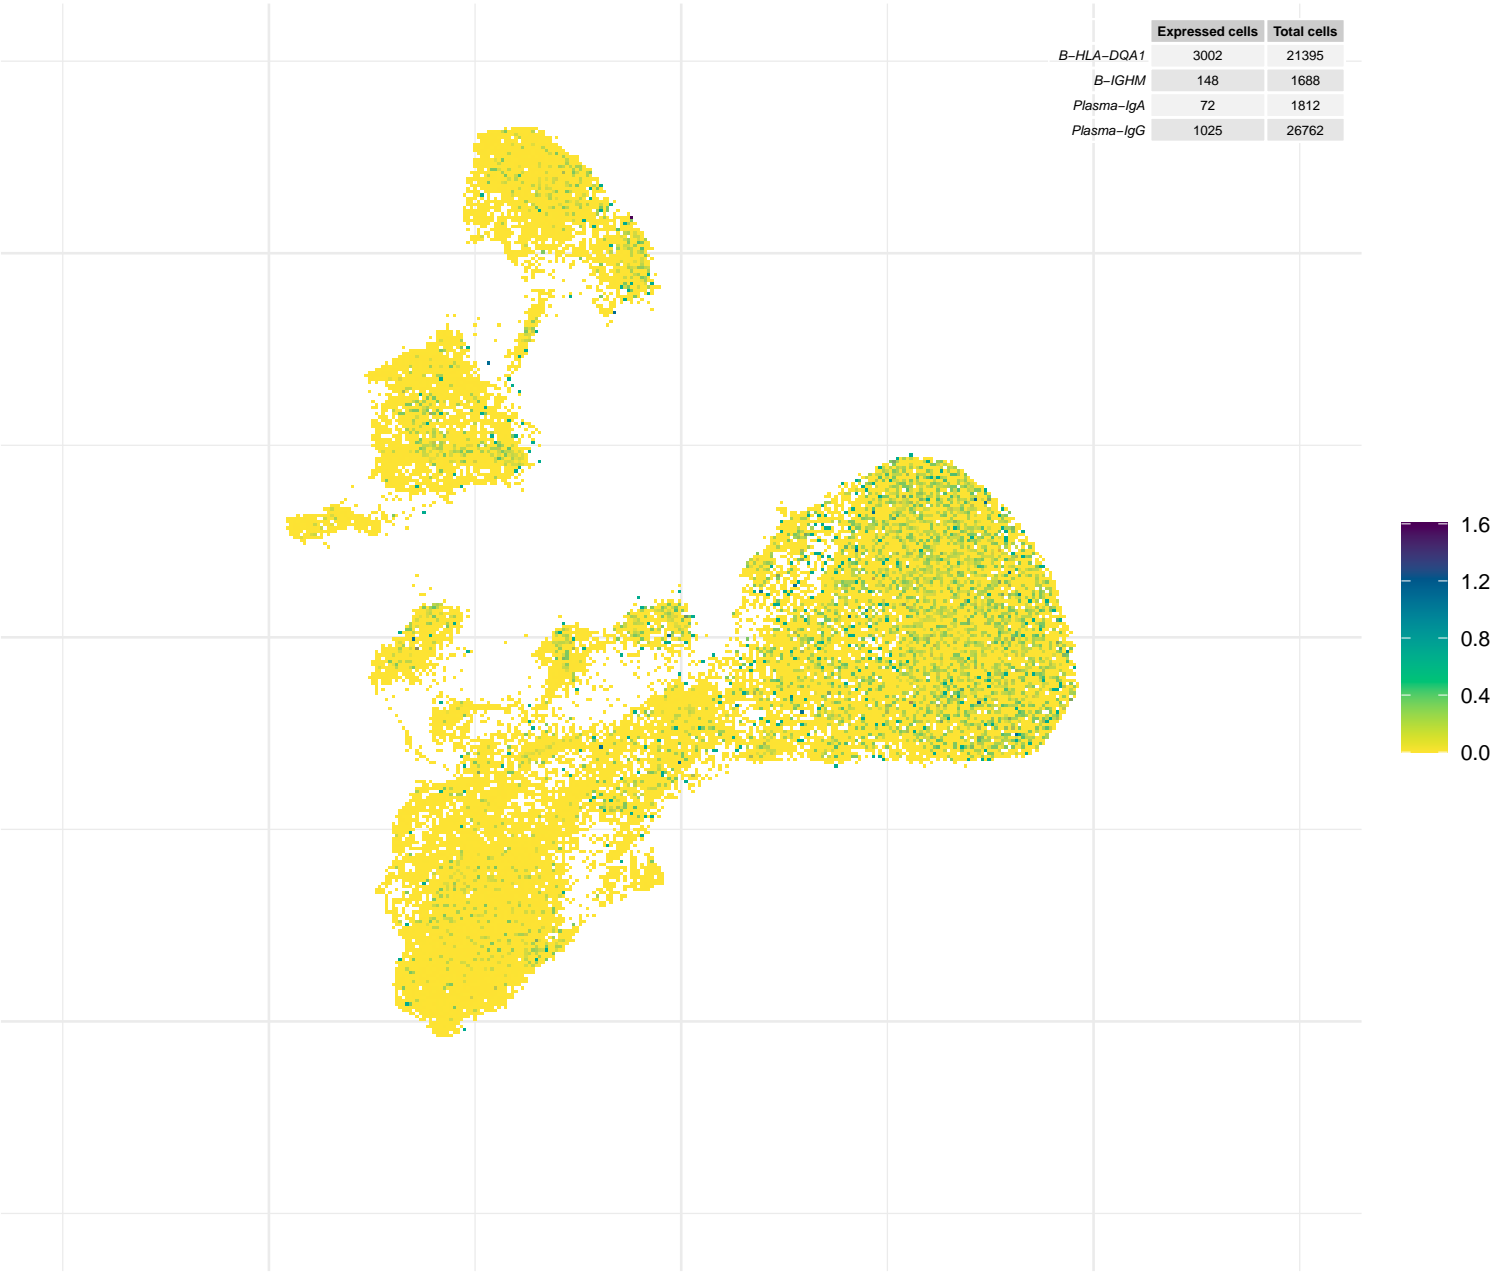 Expressed cells Total cells
B−HLA−DQA1 3002 21395
B−IGHM 148 1688
Plasma−IgA 72 1812
Plasma−IgG 1025 26762
1.6
1.2
0.8
0.4
0.0